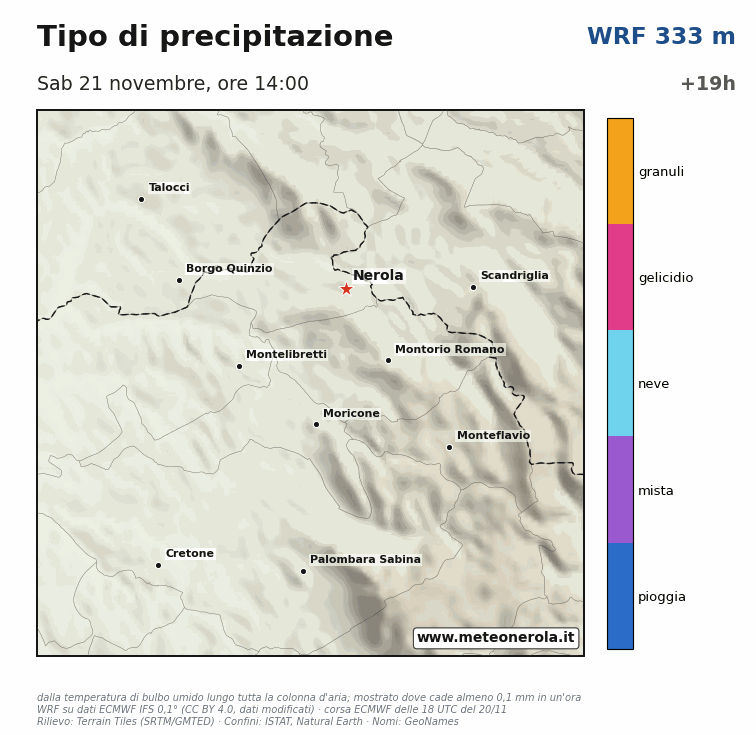 Tipo di precipitazione
WRF 333 m
Sab 21 novembre, ore 14:00
+19h
Talocci
Borgo Quinzio
Nerola
Scandriglia
Montelibretti
Montorio Romano
Moricone
Monteflavio
Cretone
Palombara Sabina
www.meteonerola.it
granuli
gelicidio
neve
mista
pioggia
dalla temperatura di bulbo umido lungo tutta la colonna d'aria; mostrato dove cade almeno 0,1 mm in un'ora
WRF su dati ECMWF IFS 0,1° (CC BY 4.0, dati modificati) · corsa ECMWF delle 18 UTC del 20/11
Rilievo: Terrain Tiles (SRTM/GMTED) · Confini: ISTAT, Natural Earth · Nomi: GeoNames